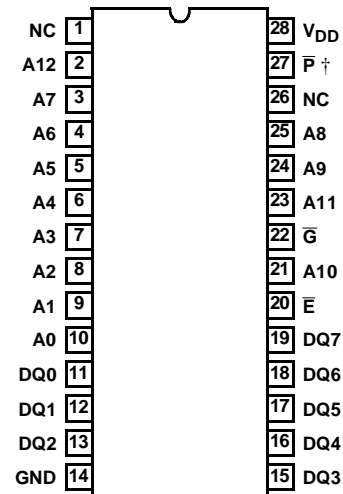 NC 1 28 VDD
A12 2 27 P̅ †
A7 3 26 NC
A6 4 25 A8
A5 5 24 A9
A4 6 23 A11
A3 7 22 G̅
A2 8 21 A10
A1 9 20 E̅
A0 10 19 DQ7
DQ0 11 18 DQ6
DQ1 12 17 DQ5
DQ2 13 16 DQ4
GND 14 15 DQ3